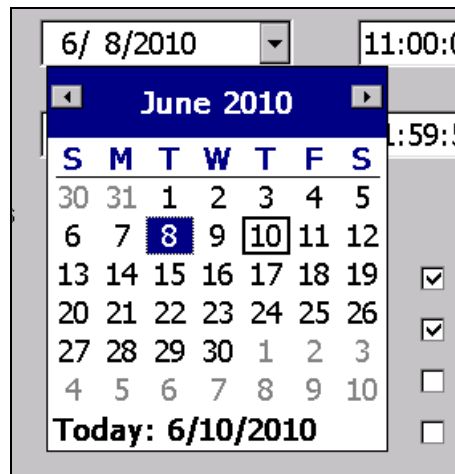 6/ 8/2010
11:00:0
June 2010
1:59:5
S M T W T F S
30 31 1 2 3 4 5
6 7 8 9 10 11 12
13 14 15 16 17 18 19
20 21 22 23 24 25 26
27 28 29 30 1 2 3
4 5 6 7 8 9 10
Today: 6/10/2010